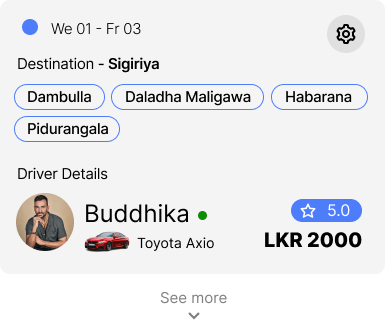 We 01 - Fr 03
Destination - Sigiriya
Dambulla Daladha Maligawa Habarana
Pidurangala
Driver Details
Buddhika
5.0
Toyota Axio
LKR 2000
See more